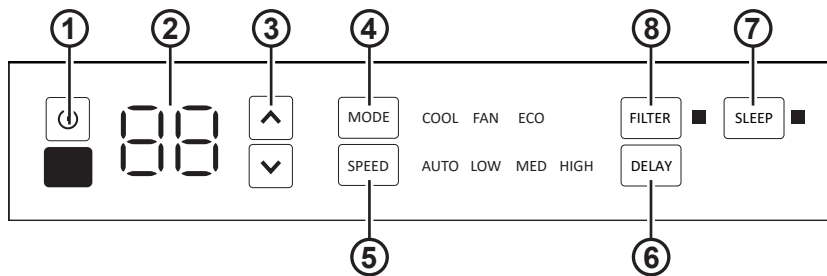 1 2 3 4 8 7
88 MODE COOL FAN ECO FILTER SLEEP
SPEED AUTO LOW MED HIGH DELAY
5 6